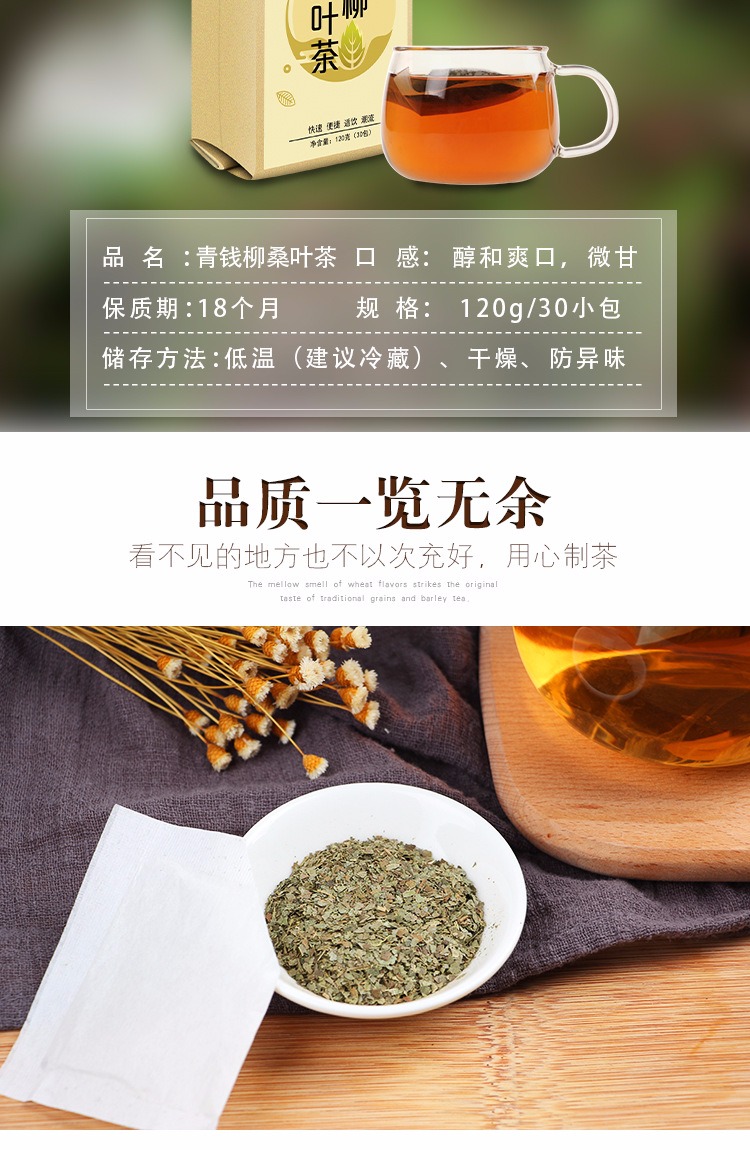 柳
叶
茶
快速 便捷 适饮 潮流
净含量：120克（30包）
品 名 :青钱柳桑叶茶 口 感： 醇和爽口，微甘
保质期:18个月 规 格： 120g/30小包
储存方法:低温（建议冷藏）、干燥、防异味
品质一览无余
看不见的地方也不以次充好，用心制茶
The mellow smell of wheat flavors strikes the original
taste of traditional grains and barley tea.